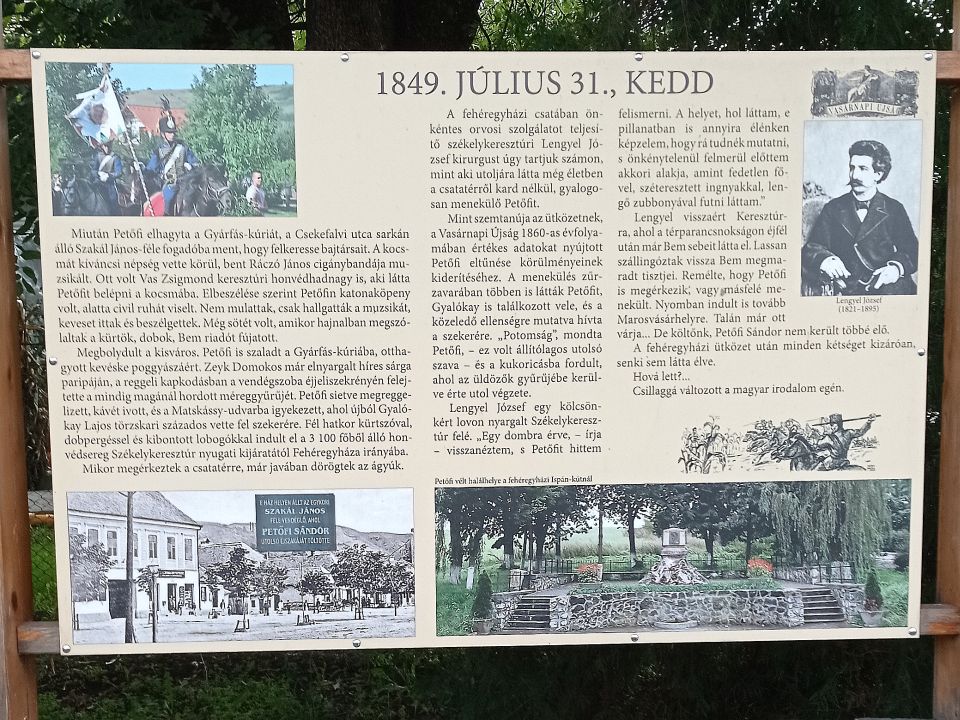 1849. JÚLIUS 31., KEDD
Miután Petőfi elhagyta a Gyárfás-kúriát, a Csekefalvi utca sarkán
álló Szakál János-féle fogadóba ment, hogy felkeresse bajtársait. A kocs-
mát kíváncsi népség vette körül, bent Ráczó János cigánybandája mu-
zsikált. Ott volt Vas Zsigmond keresztúri honvédhadnagy is, aki látta
Petőfit belépni a kocsmába. Elbeszélése szerint Petőfin katonaköpeny
volt, alatta civil ruhát viselt. Nem mulattak, csak hallgatták a muzsikát,
keveset ittak és beszélgettek. Még sötét volt, amikor hajnalban megszó-
laltak a kürtök, dobok, Bem riadót fújatott.
Megbolydult a kisváros. Petőfi is szaladt a Gyárfás-kúriába, ottha-
gyott kevéske poggyászáért. Zeyk Domokos már elnyargalt híres sárga
paripáján, a reggeli kapkodásban a vendégszoba éjjeliszekrényén felej-
tette a mindig magánál hordott méreggyűrűjét. Petőfi sietve megregge-
lizett, kávét ivott, és a Matskássy-udvarba igyekezett, ahol újból Gyaló-
kay Lajos törzskari százados vette fel szekerére. Fél hatkor kürtszóval,
dobpergéssel és kibontott lobogókkal indult el a 3 100 főből álló hon-
védsereg Székelykeresztúr nyugati kijáratától Fehéregyháza irányába.
Mikor megérkeztek a csatatérre, már javában dörögtek az ágyúk.
A fehéregyházi csatában ön-
kéntes orvosi szolgálatot teljesí-
tő székelykeresztúri Lengyel Jó-
zsef kirurgust úgy tartjuk számon,
mint aki utoljára látta még életben
a csatatérről kard nélkül, gyalogo-
san menekülő Petőfit.
Mint szemtanúja az ütközetnek,
a Vasárnapi Újság 1860-as évfolya-
mában értékes adatokat nyújtott
Petőfi eltűnése körülményeinek
kiderítéséhez. A menekülés zűr-
zavarában többen is látták Petőfit,
Gyalókay is találkozott vele, és a
közeledő ellenségre mutatva hívta
a szekerére. „Potomság”, mondta
Petőfi, – ez volt állítólagos utolsó
szava – és a kukoricásba fordult,
ahol az üldözők gyűrűjébe kerül-
ve érte utol végzete.
Lengyel József egy kölcsön-
kért lovon nyargalt Székelykeresz-
túr felé. „Egy dombra érve, – írja
– visszanéztem, s Petőfit hittem
felismerni. A helyet, hol láttam, e
pillanatban is annyira élénken
képzelem, hogy rá tudnék mutatni,
s önkénytelenül felmerül előttem
akkori alakja, amint fedetlen fő-
vel, széteresztett ingnyakkal, len-
gő zubbonyával futni láttam.”
Lengyel visszaért Keresztúr-
ra, ahol a térparancsnokságon éjfél
után már Bem sebeit látta el. Lassan
szállingóztak vissza Bem megma-
radt tisztjei. Remélte, hogy Petőfi
is megérkezik, vagy másfelé me-
nekült. Nyomban indult is tovább
Marosvásárhelyre. Talán már ott
várja... De költőnk, Petőfi Sándor nem került többé elő.
A fehéregyházi ütközet után minden kétséget kizáróan,
senki sem látta élve.
Hová lett?...
Csillaggá változott a magyar irodalom egén.
VASÁRNAPI UJSÁG
Lengyel József
(1821–1895)
E HÁZ HELYÉN ÁLLT AZ EGYKORI
SZAKÁL JÁNOS
FÉLE VENDÉGLŐ, AHOL
PETŐFI SÁNDOR
UTOLSÓ ÉJSZAKÁJÁT TÖLTÖTTE
Petőfi vélt halálhelye a fehéregyházi Ispán-kútnál